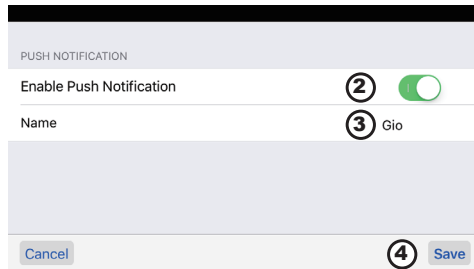 PUSH NOTIFICATION
Enable Push Notification 2
Name 3 Gio
Cancel 4 Save